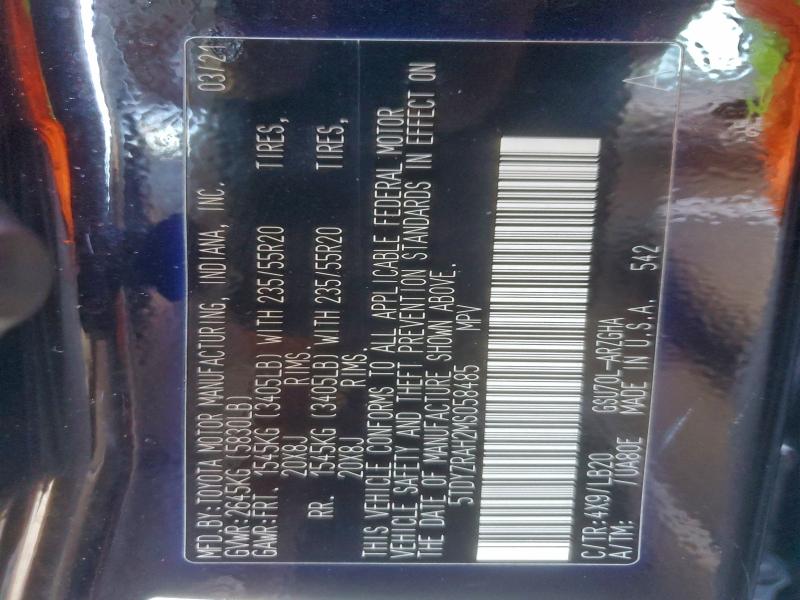 MFD.BY:TOYOTA MOTOR MANUFACTURING, INDIANA, INC. 03/21
GVWR:2645KG(5830LB)
GAWR:FRT. 1545KG (3405LB) WITH 235/55R20 TIRES,
20X8J RIMS.
RR. 1545KG (3405LB) WITH 235/55R20 TIRES,
20X8J RIMS.
THIS VEHICLE CONFORMS TO ALL APPLICABLE FEDERAL MOTOR
VEHICLE SAFETY AND THEFT PREVENTION STANDARDS IN EFFECT ON
THE DATE OF MANUFACTURE SHOWN ABOVE.
5TDYZRAH2MS058485 MPV
C/TR:4X9/LB20 GSU70L-ARZGHA
A/TM: /UA80E MADE IN U.S.A. 542